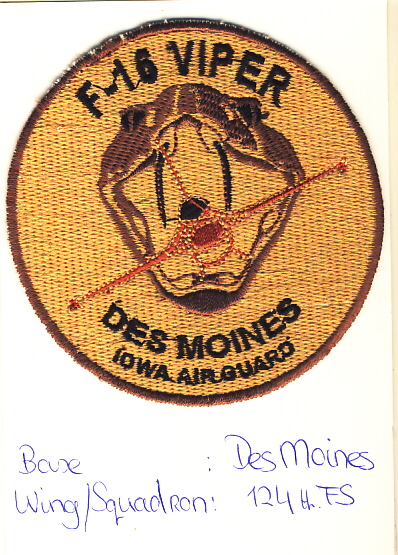 F-16 VIPER
DES MOINES
IOWA AIR GUARD
Base : Des Moines
Wing/Squadron: 124th. FS